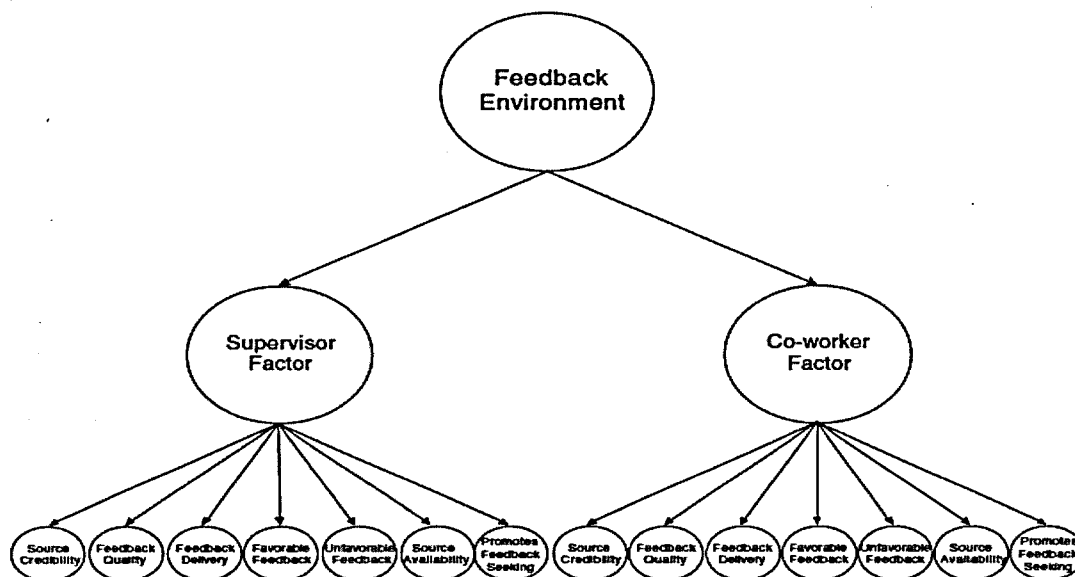 Feedback
Environment
Supervisor
Factor
Co-worker
Factor
Source
Credibility
Feedback
Quality
Feedback
Delivery
Favorable
Feedback
Unfavorable
Feedback
Source
Availability
Promotes
Feedback
Seeking
Source
Credibility
Feedback
Quality
Feedback
Delivery
Favorable
Feedback
Unfavorable
Feedback
Source
Availability
Promotes
Feedback
Seeking